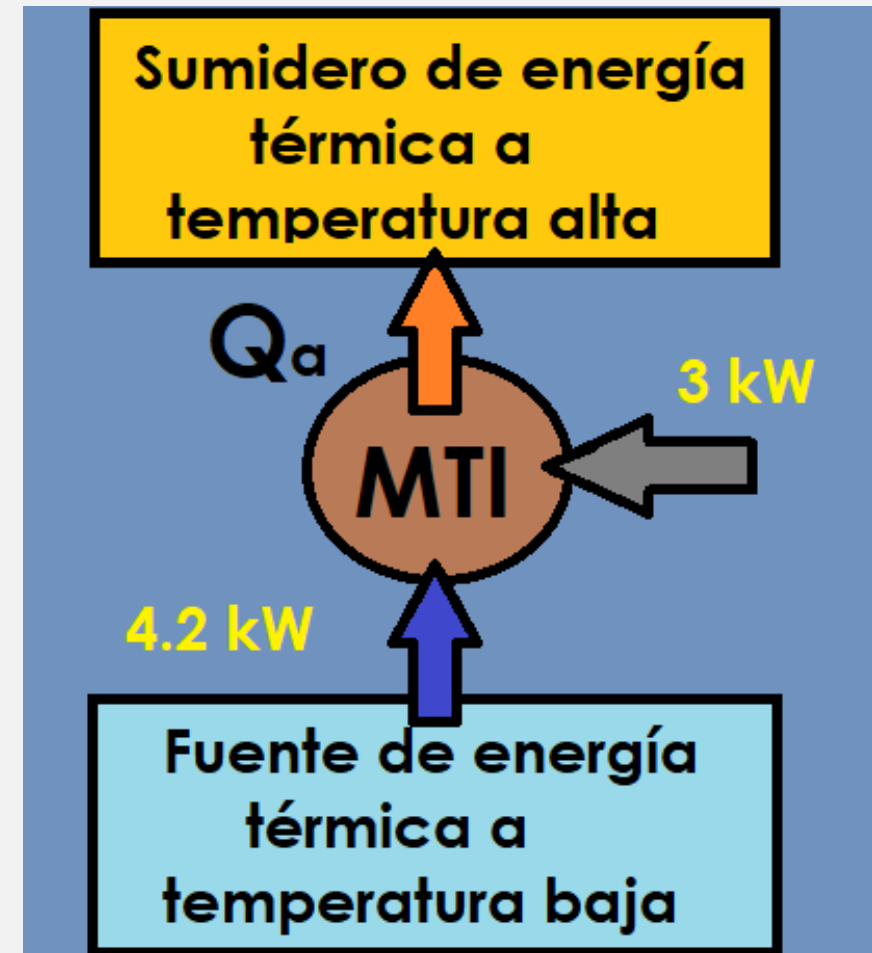 Sumidero de energía
térmica a
temperatura alta
Qa
3 kW
MTI
4.2 kW
Fuente de energía
térmica a
temperatura baja